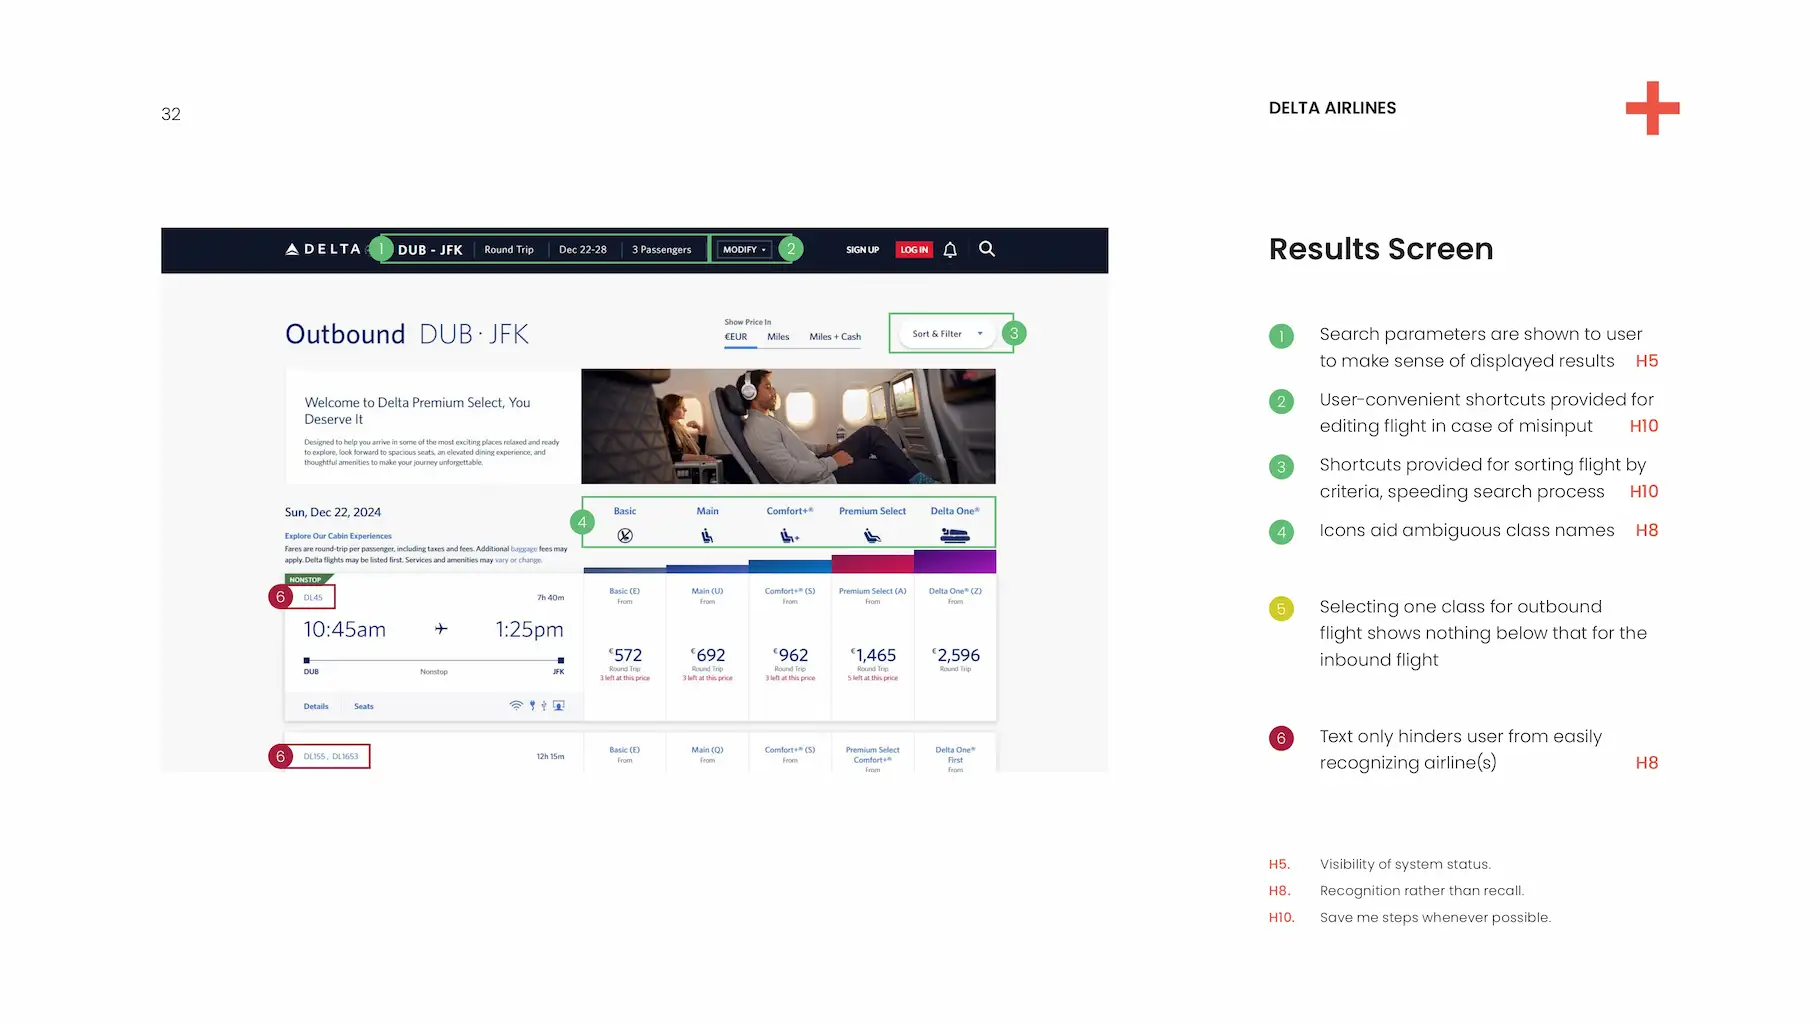 32
DELTA AIRLINES
DELTA
1
DUB - JFK
Round Trip
Dec 22-28
3 Passengers
MODIFY
2
SIGN UP
LOG IN
Outbound DUB · JFK
Show Price In
€EUR
Miles
Miles + Cash
Sort & Filter
3
Welcome to Delta Premium Select, You
Deserve It
Designed to help you arrive in some of the most exciting places relaxed and ready
to explore, look forward to spacious seats, an elevated dining experience, and
thoughtful amenities to make your journey unforgettable.
Sun, Dec 22, 2024
Explore Our Cabin Experiences
Fares are round-trip per passenger, including taxes and fees. Additional baggage fees may
apply. Delta flights may be listed first. Services and amenities may vary or change.
4
Basic
Main
Comfort+®
Premium Select
Delta One®
NONSTOP
6
DL45
7h 40m
10:45am
1:25pm
DUB
Nonstop
JFK
Details
Seats
Basic (E)
From
€572
Round Trip
3 left at this price
Main (U)
From
€692
Round Trip
3 left at this price
Comfort+® (S)
From
€962
Round Trip
3 left at this price
Premium Select (A)
From
€1,465
Round Trip
5 left at this price
Delta One® (Z)
From
€2,596
Round Trip
6
DL155 , DL1653
12h 15m
Basic (E)
From
Main (Q)
From
Comfort+® (S)
From
Premium Select
Comfort+®
From
Delta One®
First
From
Results Screen
1
Search parameters are shown to user
to make sense of displayed results H5
2
User-convenient shortcuts provided for
editing flight in case of misinput H10
3
Shortcuts provided for sorting flight by
criteria, speeding search process H10
4
Icons aid ambiguous class names H8
5
Selecting one class for outbound
flight shows nothing below that for the
inbound flight
6
Text only hinders user from easily
recognizing airline(s) H8
H5. Visibility of system status.
H8. Recognition rather than recall.
H10. Save me steps whenever possible.